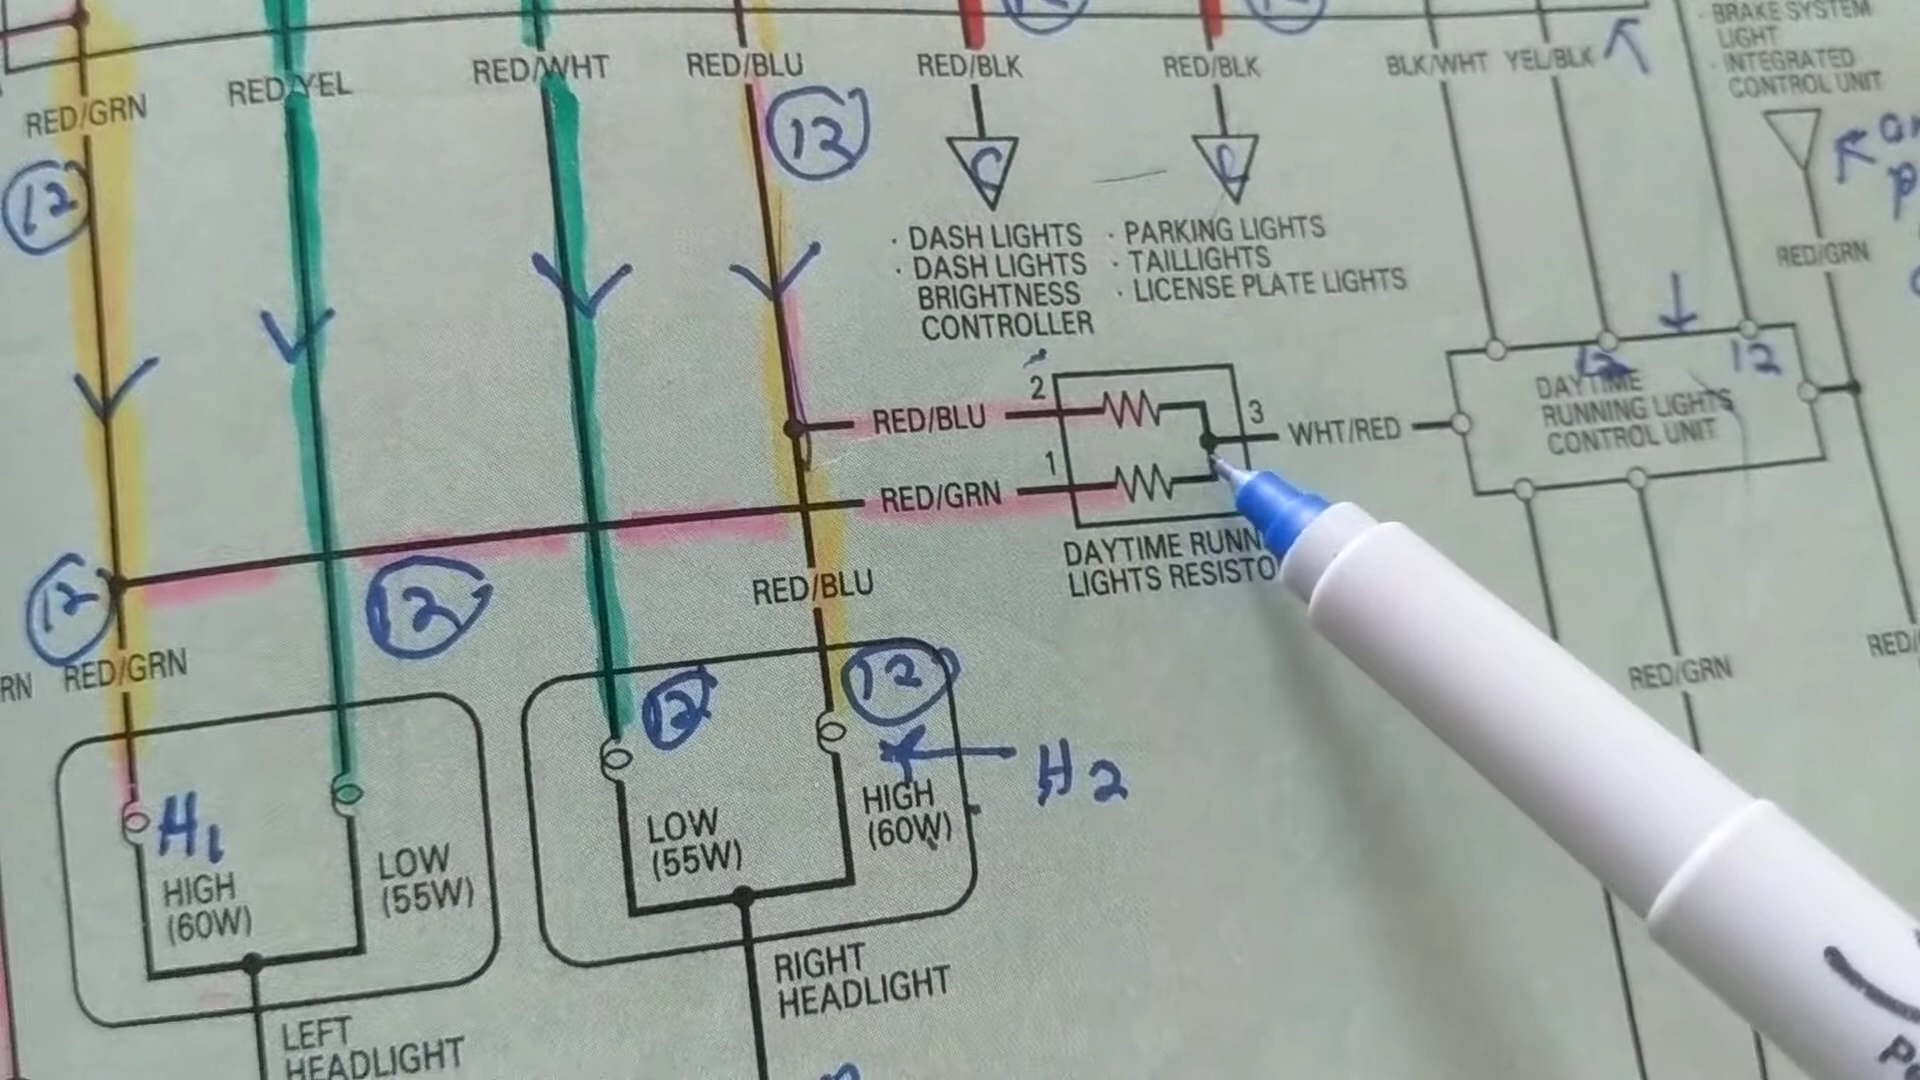 · BRAKE SYSTEM
LIGHT
· INTEGRATED
CONTROL UNIT
RED/GRN
RED/YEL
RED/WHT
RED/BLU
RED/BLK
RED/BLK
BLK/WHT
YEL/BLK
12
12
C
C
· DASH LIGHTS
· DASH LIGHTS
BRIGHTNESS
CONTROLLER
· PARKING LIGHTS
· TAILLIGHTS
· LICENSE PLATE LIGHTS
RED/GRN
12
12
DAYTIME
RUNNING LIGHTS
CONTROL UNIT
2
RED/BLU
3
WHT/RED
1
RED/GRN
DAYTIME RUNN
LIGHTS RESISTO
12
12
RED/BLU
RN
RED/GRN
RED/GRN
RED/
12
12
H2
H1
HIGH
(60W)
LOW
(55W)
LOW
(55W)
HIGH
(60W)
LEFT
HEADLIGHT
RIGHT
HEADLIGHT